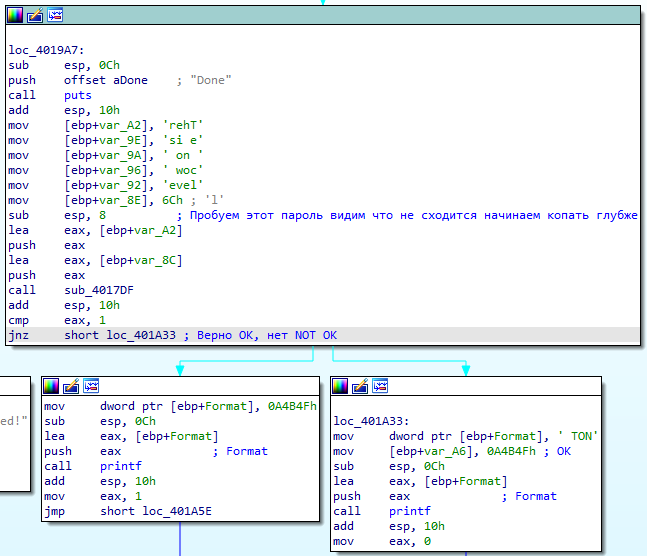 loc_4019A7:
sub esp, 0Ch
push offset aDone ; "Done"
call puts
add esp, 10h
mov [ebp+var_A2], 'rehT'
mov [ebp+var_9E], 'si e'
mov [ebp+var_9A], ' on '
mov [ebp+var_96], ' woc'
mov [ebp+var_92], 'evel'
mov [ebp+var_8E], 6Ch ; 'l'
sub esp, 8 ; Пробуем этот пароль видим что не сходится начинаем копать глубже
lea eax, [ebp+var_A2]
push eax
lea eax, [ebp+var_8C]
push eax
call sub_4017DF
add esp, 10h
cmp eax, 1
jnz short loc_401A33 ; Верно OK, нет NOT OK
ed!"
mov dword ptr [ebp+Format], 0A4B4Fh
sub esp, 0Ch
lea eax, [ebp+Format]
push eax ; Format
call printf
add esp, 10h
mov eax, 1
jmp short loc_401A5E
loc_401A33:
mov dword ptr [ebp+Format], ' TON'
mov [ebp+var_A6], 0A4B4Fh ; OK
sub esp, 0Ch
lea eax, [ebp+Format]
push eax ; Format
call printf
add esp, 10h
mov eax, 0